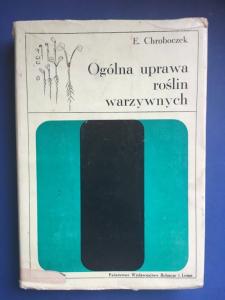 E. Chroboczek
Ogólna uprawa
roślin
warzywnych
Państwowe Wydawnictwo Rolnicze i Leśne